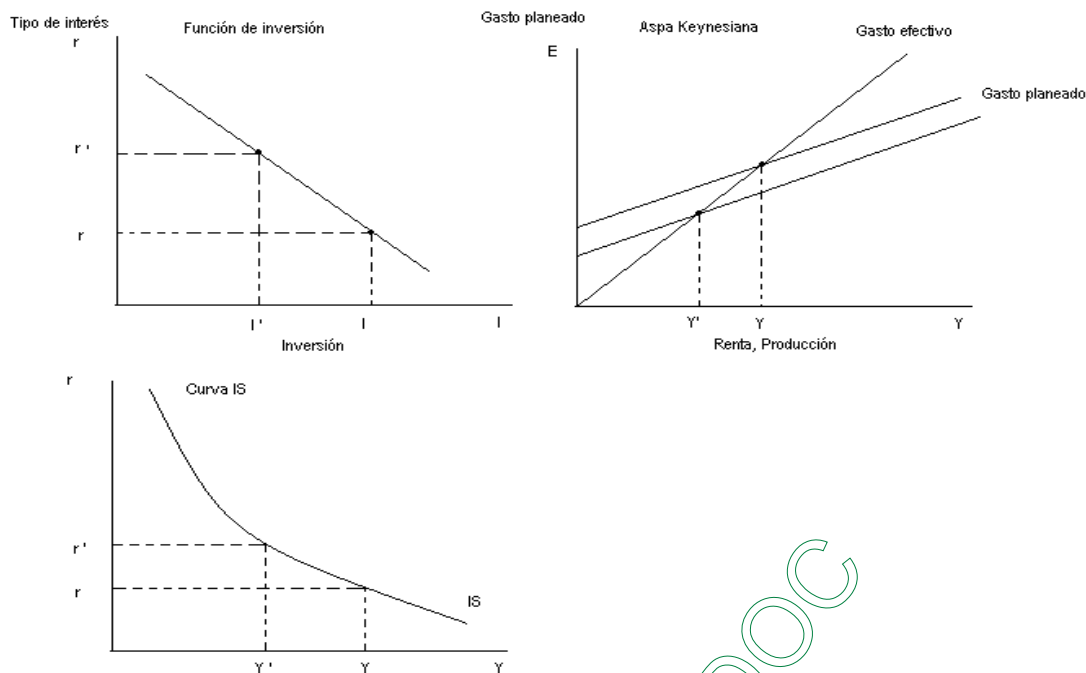 Tipo de interés
r
Función de inversión
r '
r
I '
I
I
Inversión
Gasto planeado
Aspa Keynesiana
E
Gasto efectivo
Gasto planeado
Y'
Y
Y
Renta, Producción
r
Curva IS
r '
r
IS
Y '
Y
Y